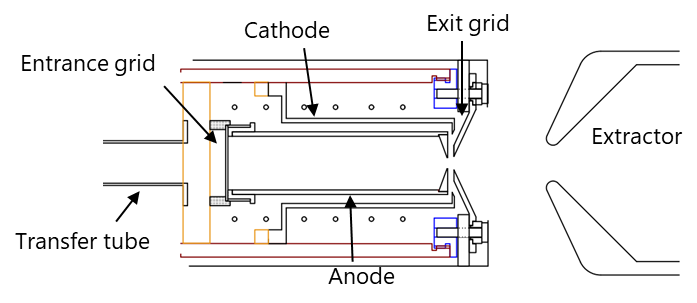 Exit grid
Cathode
Entrance grid
Extractor
Transfer tube
Anode